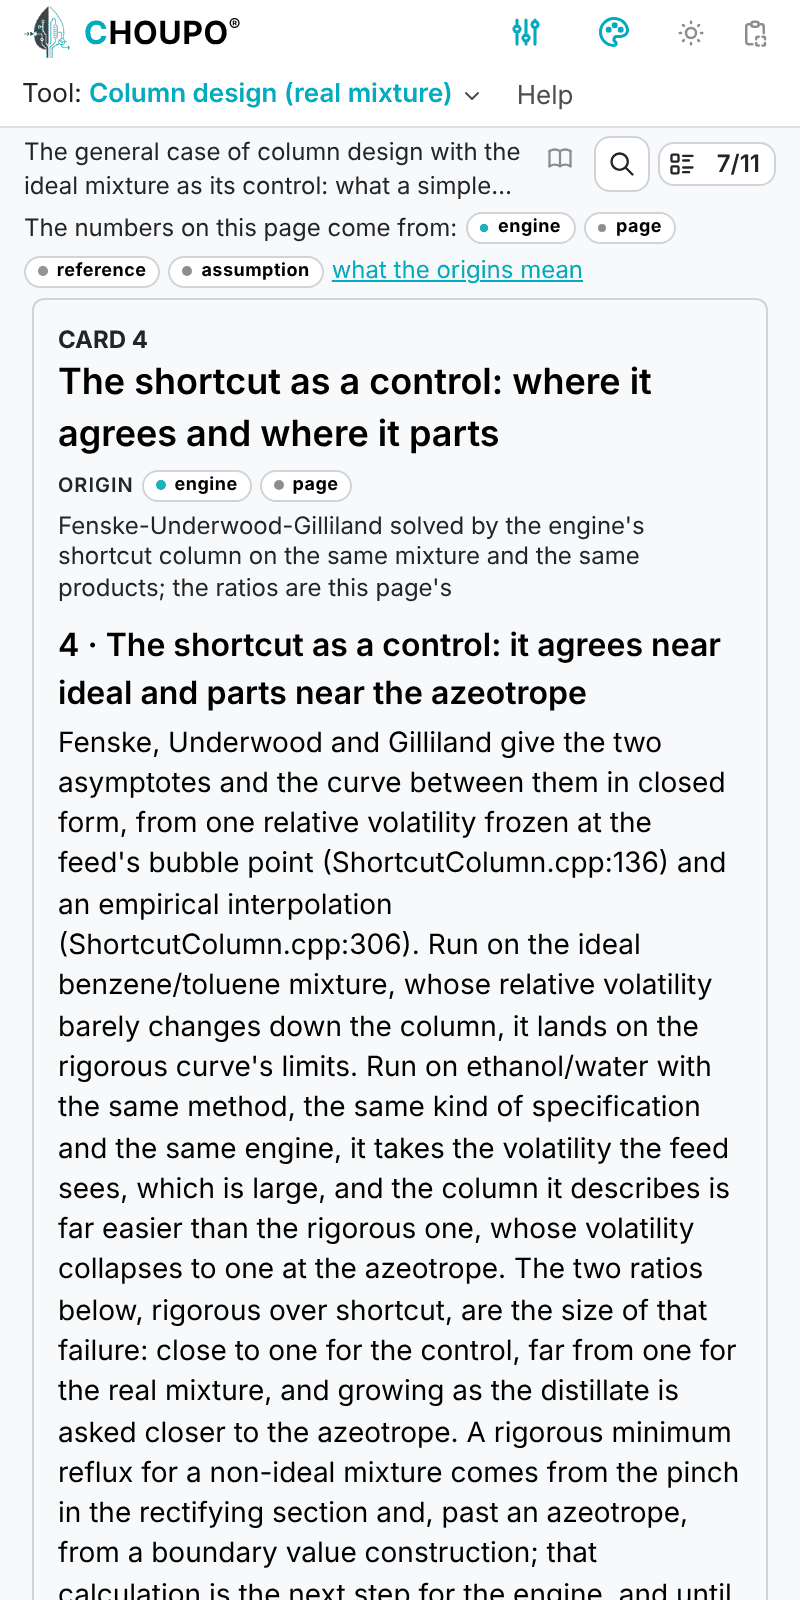 CHOUPO®
Tool: Column design (real mixture) Help
The general case of column design with the
ideal mixture as its control: what a simple...
7/11
The numbers on this page come from: engine page
reference assumption what the origins mean
CARD 4
The shortcut as a control: where it
agrees and where it parts
ORIGIN engine page
Fenske-Underwood-Gilliland solved by the engine's
shortcut column on the same mixture and the same
products; the ratios are this page's
4 · The shortcut as a control: it agrees near
ideal and parts near the azeotrope
Fenske, Underwood and Gilliland give the two
asymptotes and the curve between them in closed
form, from one relative volatility frozen at the
feed's bubble point (ShortcutColumn.cpp:136) and
an empirical interpolation
(ShortcutColumn.cpp:306). Run on the ideal
benzene/toluene mixture, whose relative volatility
barely changes down the column, it lands on the
rigorous curve's limits. Run on ethanol/water with
the same method, the same kind of specification
and the same engine, it takes the volatility the feed
sees, which is large, and the column it describes is
far easier than the rigorous one, whose volatility
collapses to one at the azeotrope. The two ratios
below, rigorous over shortcut, are the size of that
failure: close to one for the control, far from one for
the real mixture, and growing as the distillate is
asked closer to the azeotrope. A rigorous minimum
reflux for a non-ideal mixture comes from the pinch
in the rectifying section and, past an azeotrope,
from a boundary value construction; that
calculation is the next step for the engine, and until